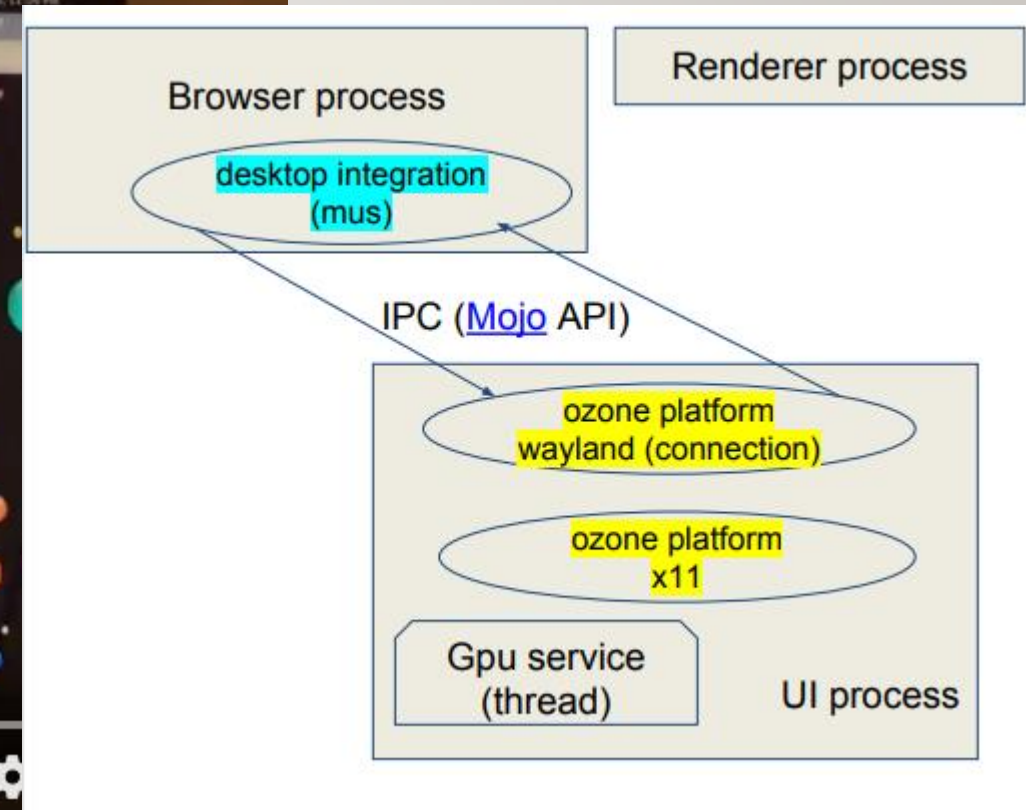 Browser process
Renderer process
desktop integration
(mus)
IPC (Mojo API)
ozone platform
wayland (connection)
ozone platform
x11
Gpu service
(thread)
UI process